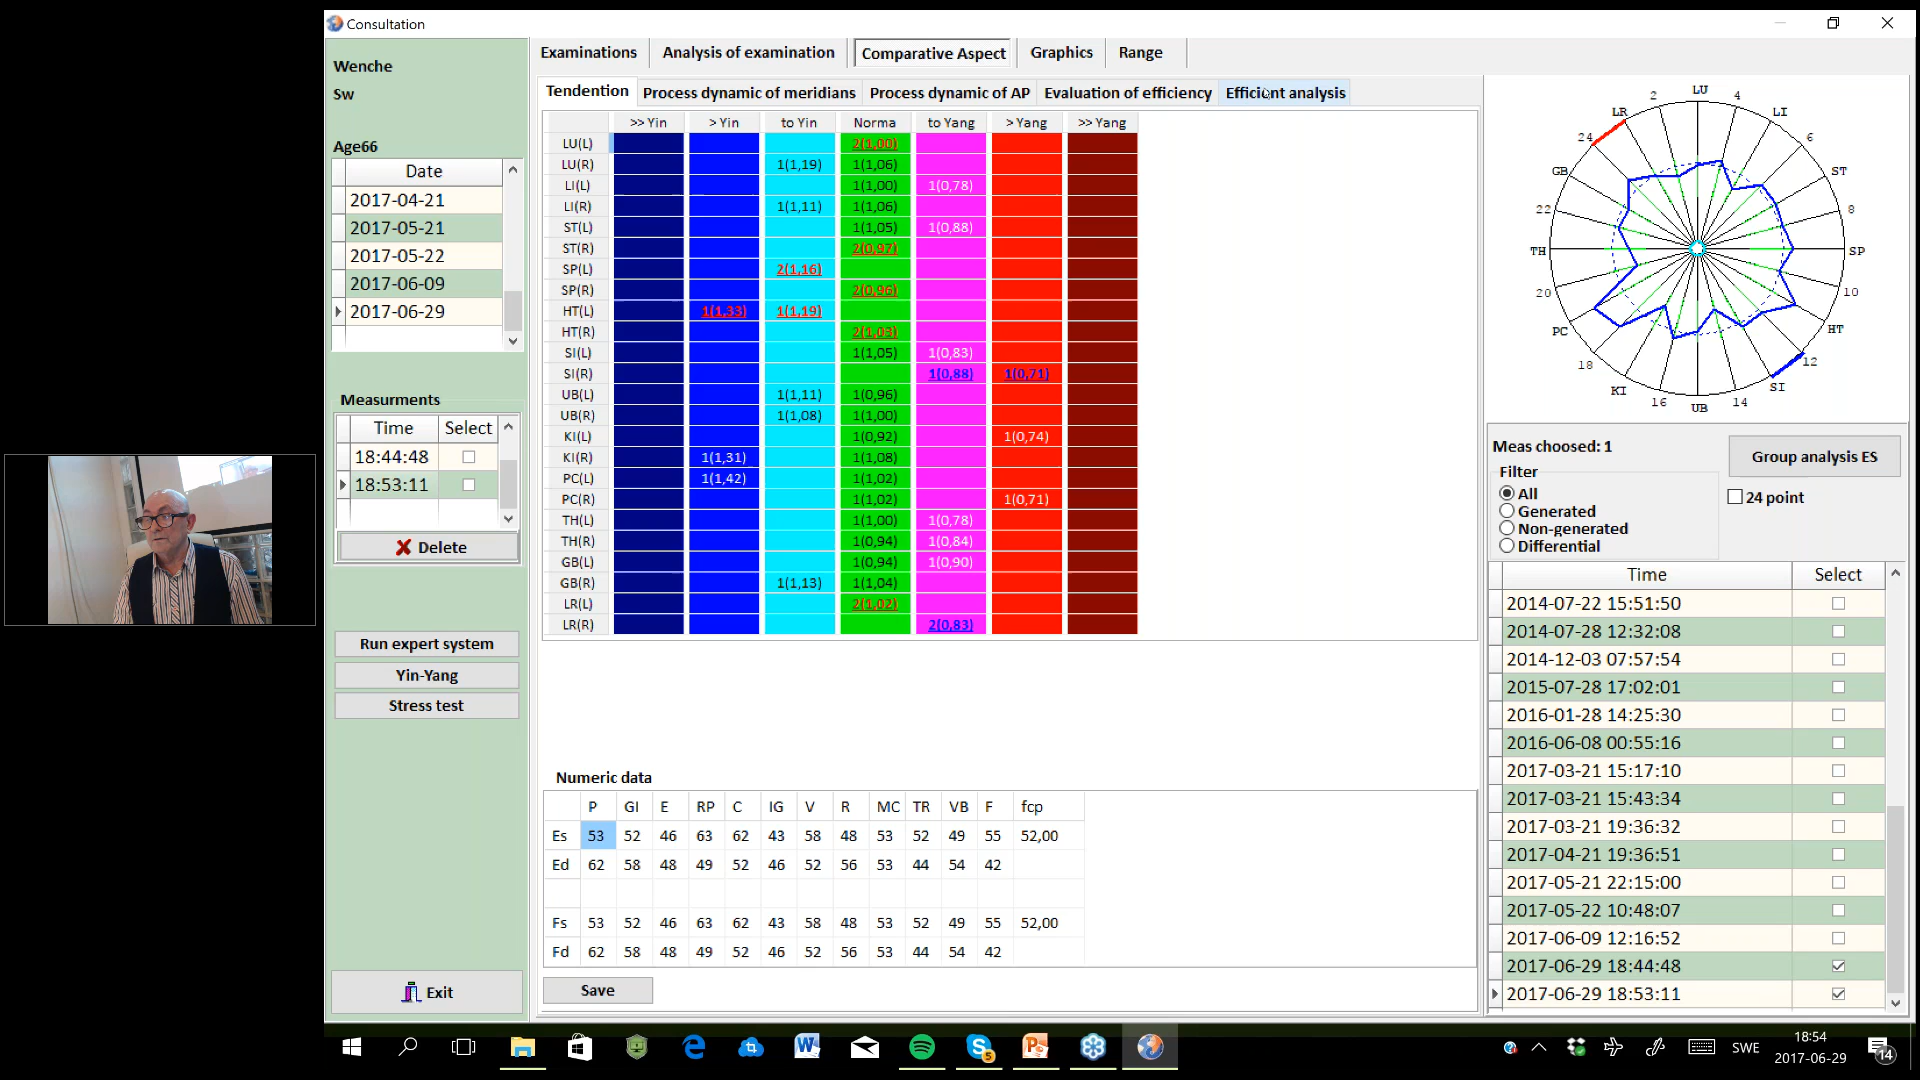 Consultation
Wenche
Sw
Age66
Date
2017-04-21
2017-05-21
2017-05-22
2017-06-09
2017-06-29
Measurments
Time Select
18:44:48
18:53:11
Delete
Run expert system
Yin-Yang
Stress test
Exit
Examinations Analysis of examination Comparative Aspect Graphics Range
Tendention Process dynamic of meridians Process dynamic of AP Evaluation of efficiency Efficient analysis
>> Yin > Yin to Yin Norma to Yang > Yang >> Yang
LU(L) 2(1,00)
LU(R) 1(1,19) 1(1,06)
LI(L) 1(1,00) 1(0,78)
LI(R) 1(1,11) 1(1,06)
ST(L) 1(1,05) 1(0,88)
ST(R) 2(0,97)
SP(L) 2(1,16)
SP(R) 2(0,96)
HT(L) 1(1,33) 1(1,19)
HT(R) 2(1,03)
SI(L) 1(1,05) 1(0,83)
SI(R) 1(0,88) 1(0,71)
UB(L) 1(1,11) 1(0,96)
UB(R) 1(1,08) 1(1,00)
KI(L) 1(0,92) 1(0,74)
KI(R) 1(1,31) 1(1,08)
PC(L) 1(1,42) 1(1,02)
PC(R) 1(1,02) 1(0,71)
TH(L) 1(1,00) 1(0,78)
TH(R) 1(0,94) 1(0,84)
GB(L) 1(0,94) 1(0,90)
GB(R) 1(1,13) 1(1,04)
LR(L) 2(1,02)
LR(R) 2(0,83)
Numeric data
P GI E RP C IG V R MC TR VB F fcp
Es 53 52 46 63 62 43 58 48 53 52 49 55 52,00
Ed 62 58 48 49 52 46 52 56 53 44 54 42
Fs 53 52 46 63 62 43 58 48 53 52 49 55 52,00
Fd 62 58 48 49 52 46 52 56 53 44 54 42
Save
LU
2 4
LR LI
24 6
GB ST
22 8
TH SP
20 10
PC HT
18 12
KI SI
16 14
UB
Meas choosed: 1
Group analysis ES
Filter
All
Generated
Non-generated
Differential
24 point
Time Select
2014-07-22 15:51:50
2014-07-28 12:32:08
2014-12-03 07:57:54
2015-07-28 17:02:01
2016-01-28 14:25:30
2016-06-08 00:55:16
2017-03-21 15:17:10
2017-03-21 15:43:34
2017-03-21 19:36:32
2017-04-21 19:36:51
2017-05-21 22:15:00
2017-05-22 10:48:07
2017-06-09 12:16:52
2017-06-29 18:44:48
2017-06-29 18:53:11
5
SWE
18:54
2017-06-29
14